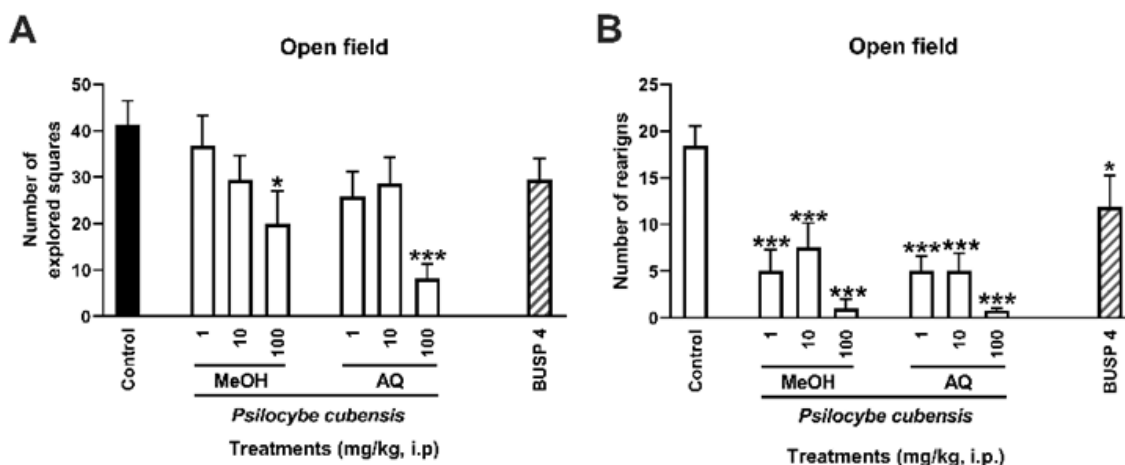 A
Open field
Number of
explored squares
50
40
30
20
10
0
*
***
Control
1
10
100
1
10
100
BUSP 4
MeOH
AQ
Psilocybe cubensis
Treatments (mg/kg, i.p)
B
Open field
Number of rearigns
25
20
15
10
5
0
***
***
***
***
***
***
*
Control
1
10
100
1
10
100
BUSP 4
MeOH
AQ
Psilocybe cubensis
Treatments (mg/kg, i.p.)